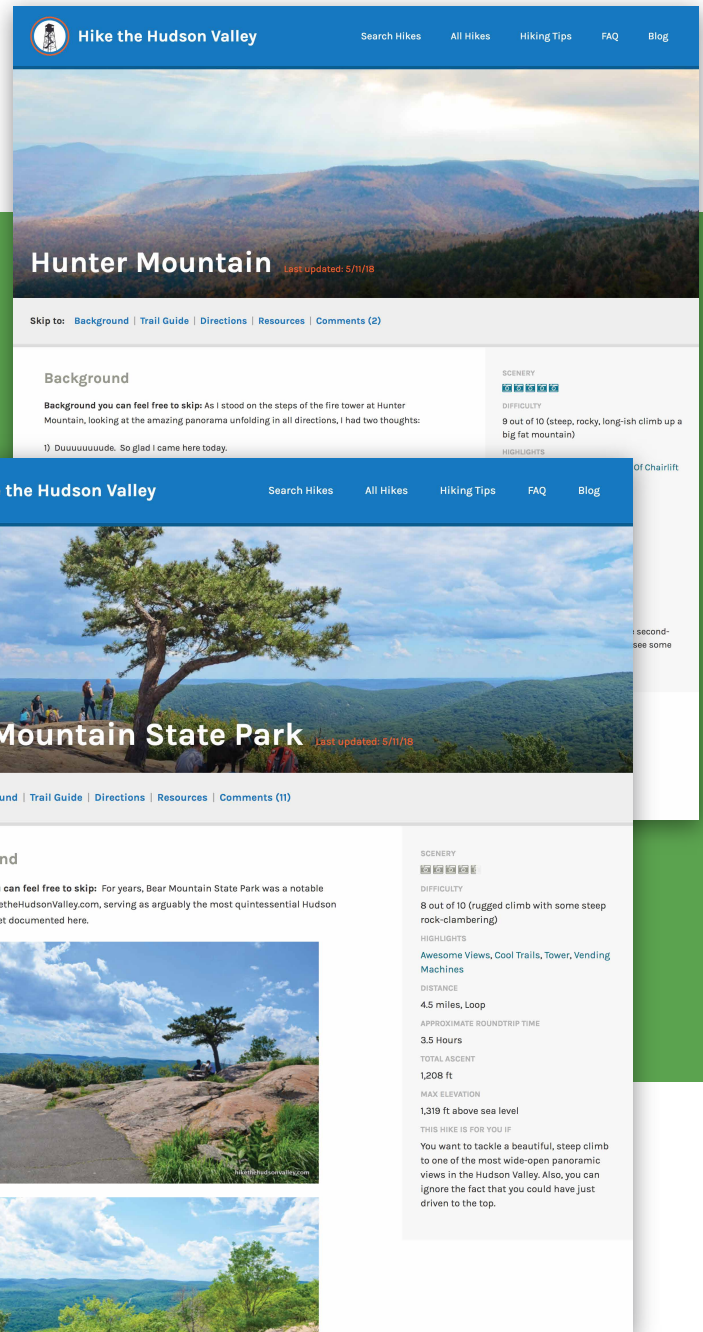 Hike the Hudson Valley
Search Hikes All Hikes Hiking Tips FAQ Blog
Hunter Mountain Last updated: 5/11/18
Skip to: Background | Trail Guide | Directions | Resources | Comments (2)
Background
Background you can feel free to skip: As I stood on the steps of the fire tower at Hunter
Mountain, looking at the amazing panorama unfolding in all directions, I had two thoughts:
1) Duuuuuuuude. So glad I came here today.
SCENERY
DIFFICULTY
9 out of 10 (steep, rocky, long-ish climb up a
big fat mountain)
HIGHLIGHTS
Of Chairlift
second-
see some
the Hudson Valley
Search Hikes All Hikes Hiking Tips FAQ Blog
Mountain State Park Last updated: 5/11/18
und | Trail Guide | Directions | Resources | Comments (11)
nd
can feel free to skip: For years, Bear Mountain State Park was a notable
etheHudsonValley.com, serving as arguably the most quintessential Hudson
et documented here.
hikethehudsonvalley.com
SCENERY
DIFFICULTY
8 out of 10 (rugged climb with some steep
rock-clambering)
HIGHLIGHTS
Awesome Views, Cool Trails, Tower, Vending
Machines
DISTANCE
4.5 miles, Loop
APPROXIMATE ROUNDTRIP TIME
3.5 Hours
TOTAL ASCENT
1,208 ft
MAX ELEVATION
1,319 ft above sea level
THIS HIKE IS FOR YOU IF
You want to tackle a beautiful, steep climb
to one of the most wide-open panoramic
views in the Hudson Valley. Also, you can
ignore the fact that you could have just
driven to the top.